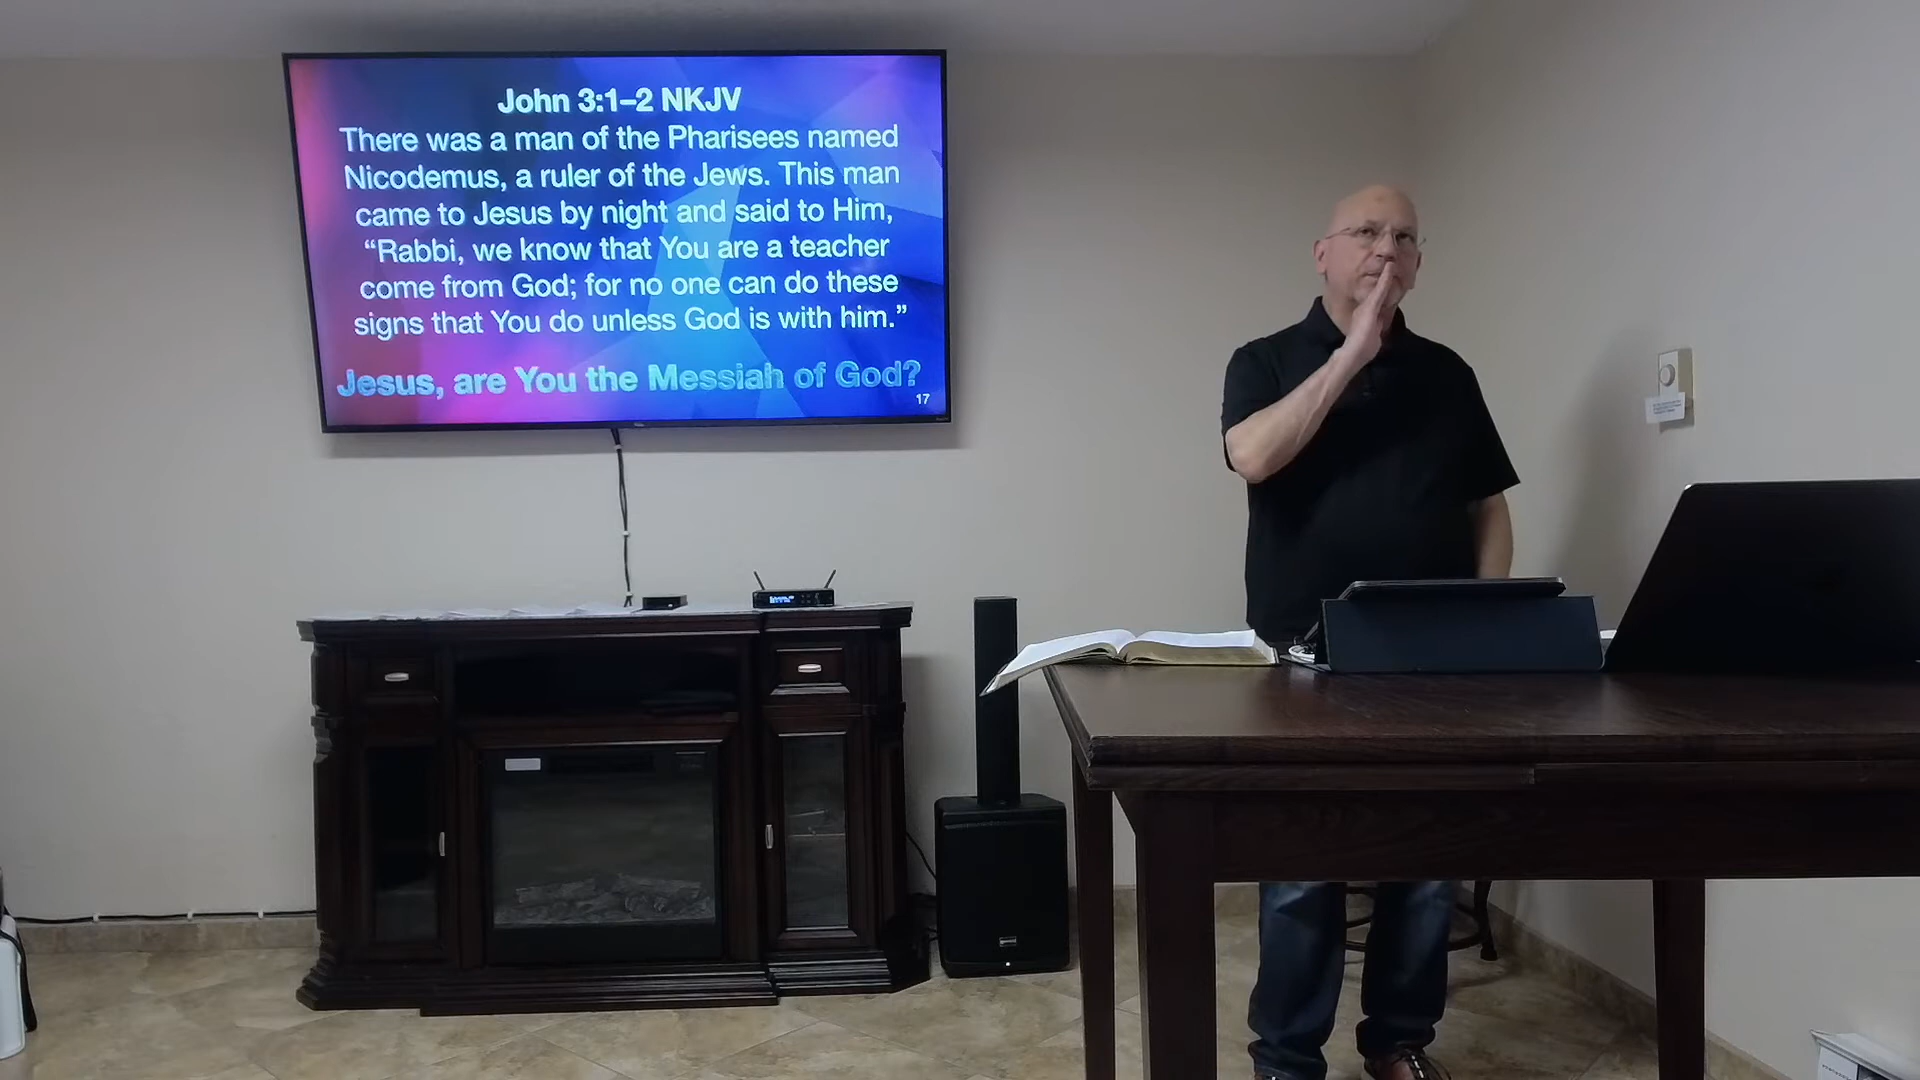 John 3:1–2 NKJV
There was a man of the Pharisees named
Nicodemus, a ruler of the Jews. This man
came to Jesus by night and said to Him,
“Rabbi, we know that You are a teacher
come from God; for no one can do these
signs that You do unless God is with him.”
Jesus, are You the Messiah of God?
17